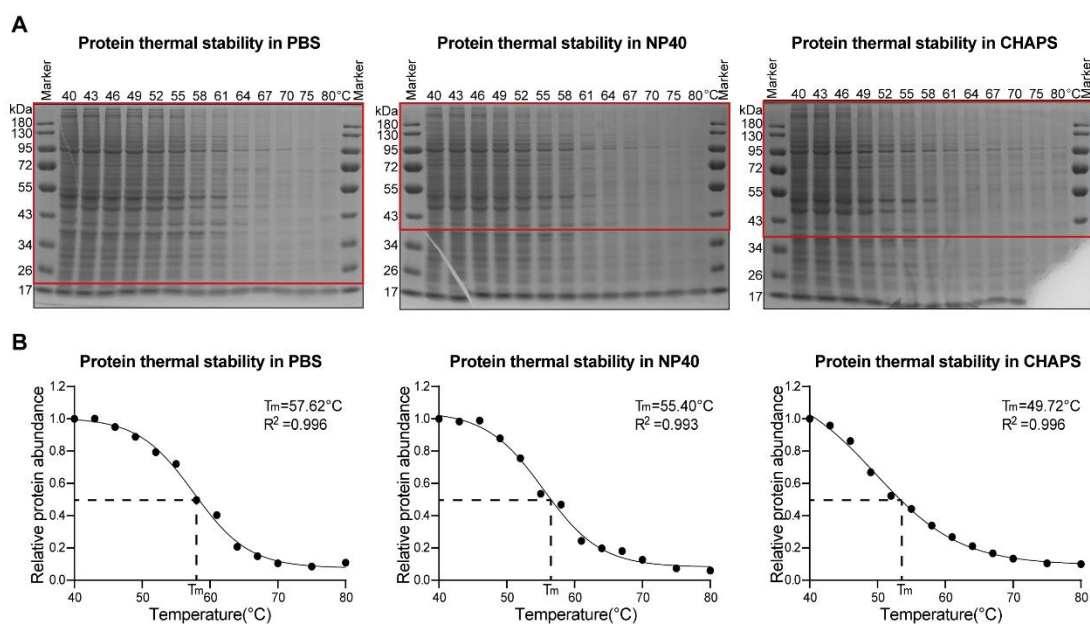 A
Protein thermal stability in PBS
Marker 40 43 46 49 52 55 58 61 64 67 70 75 80°C Marker
kDa
180
130
95
72
55
43
34
26
17
Protein thermal stability in NP40
Marker 40 43 46 49 52 55 58 61 64 67 70 75 80°C Marker
kDa
180
130
95
72
55
43
34
26
17
Protein thermal stability in CHAPS
Marker 40 43 46 49 52 55 58 61 64 67 70 75 80°C Marker
kDa
180
130
95
72
55
43
34
26
17
B
Protein thermal stability in PBS
Relative protein abundance
1.2
1.0
0.8
0.6
0.4
0.2
0.0
Tm=57.62°C
R² =0.996
Tm
40 50 60 70 80
Temperature(°C)
Protein thermal stability in NP40
Relative protein abundance
1.2
1.0
0.8
0.6
0.4
0.2
0.0
Tm=55.40°C
R² =0.993
Tm
40 50 60 70 80
Temperature(°C)
Protein thermal stability in CHAPS
Relative protein abundance
1.2
1.0
0.8
0.6
0.4
0.2
0.0
Tm=49.72°C
R² =0.996
Tm
40 50 60 70 80
Temperature(°C)